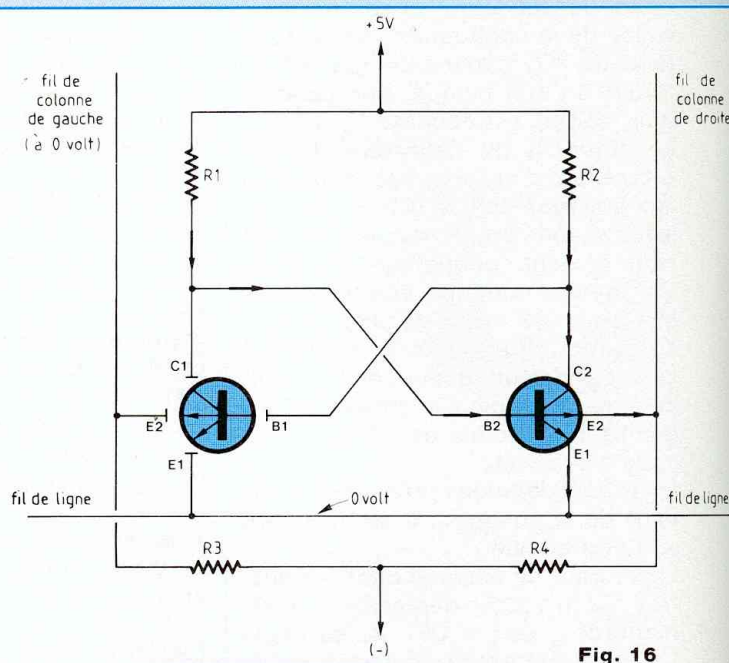 +5V
fil de
colonne
de gauche
(à 0 volt)
fil de
colonne
de droite
R1
R2
C1
C2
E2
B1
B2
E2
E1
E1
fil de ligne
0 volt
fil de ligne
R3
R4
(-)
Fig. 16